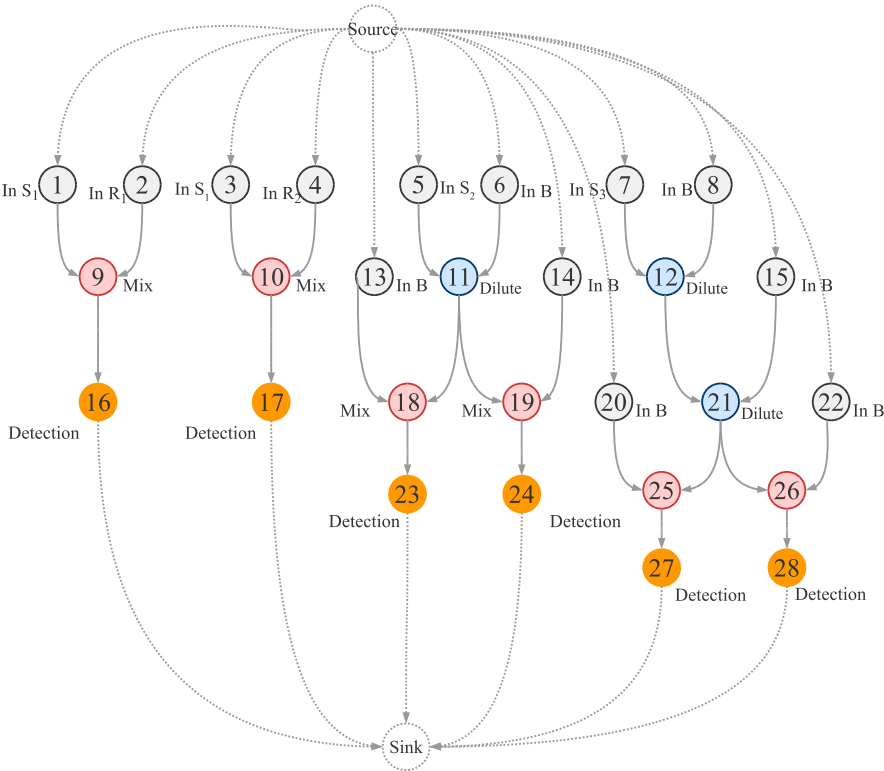 Source
In S₁ 1
In R₁ 2
In S₁ 3
In R₂ 4
5 In S₂
6 In B
In S₃ 7
In B 8
9 Mix
10 Mix
13 In B
11 Dilute
14 In B
12 Dilute
15 In B
16
Detection
17
Detection
Mix 18
Mix 19
20 In B
21 Dilute
22 In B
23
Detection
24
Detection
25
26
27
Detection
28
Detection
Sink